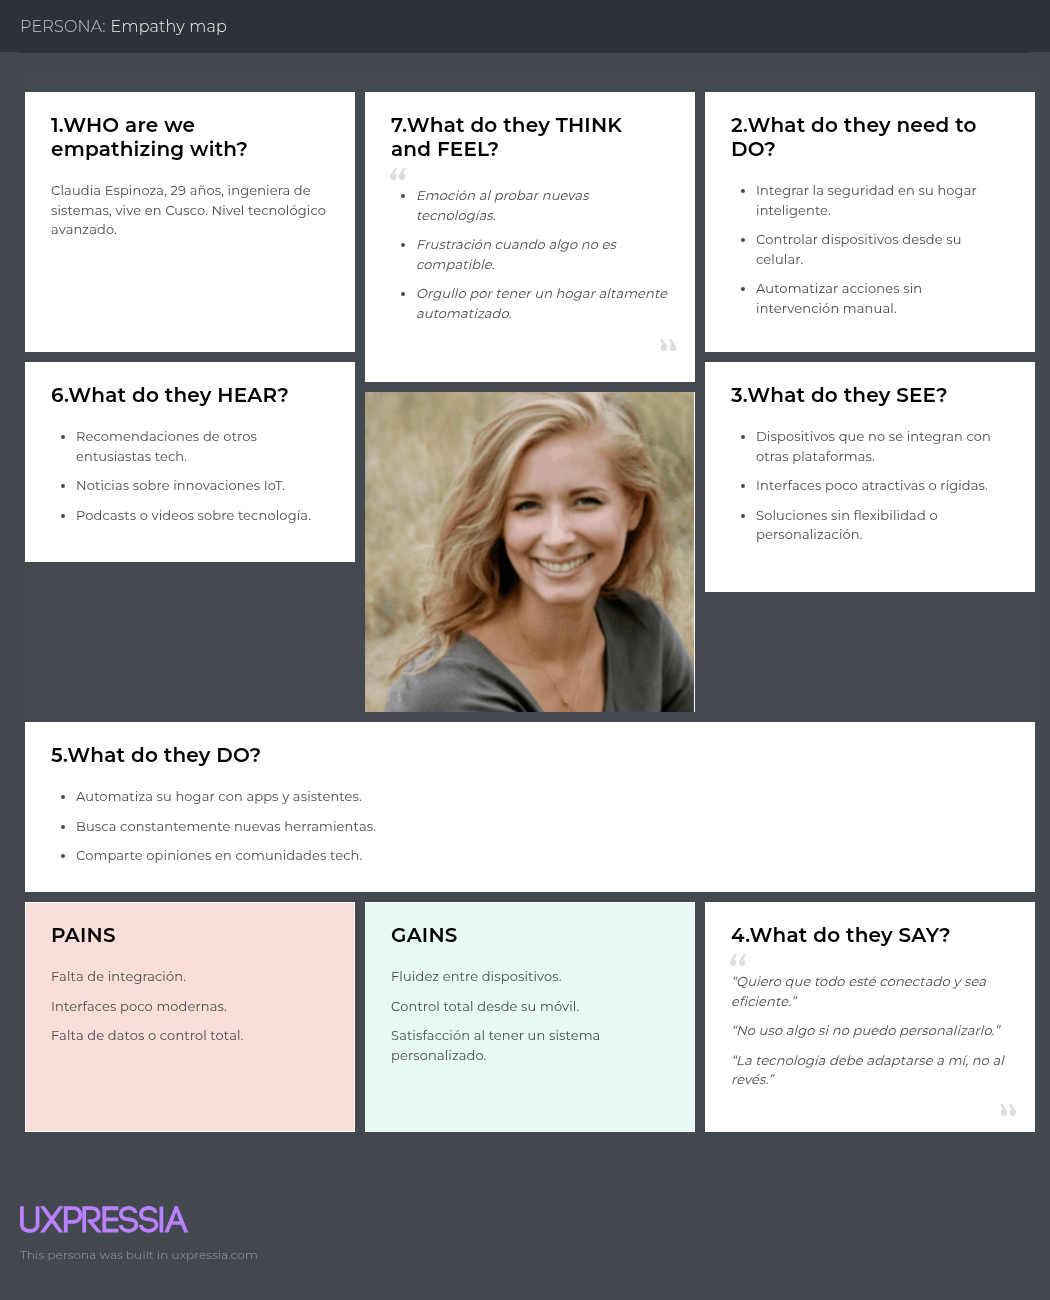 PERSONA: Empathy map
1.WHO are we
empathizing with?
Claudia Espinoza, 29 años, ingeniera de
sistemas, vive en Cusco. Nivel tecnológico
avanzado.
7.What do they THINK
and FEEL?
“
• Emoción al probar nuevas
tecnologías.
• Frustración cuando algo no es
compatible.
• Orgullo por tener un hogar altamente
automatizado.
”
2.What do they need to
DO?
• Integrar la seguridad en su hogar
inteligente.
• Controlar dispositivos desde su
celular.
• Automatizar acciones sin
intervención manual.
6.What do they HEAR?
• Recomendaciones de otros
entusiastas tech.
• Noticias sobre innovaciones IoT.
• Podcasts o videos sobre tecnología.
3.What do they SEE?
• Dispositivos que no se integran con
otras plataformas.
• Interfaces poco atractivas o rígidas.
• Soluciones sin flexibilidad o
personalización.
5.What do they DO?
• Automatiza su hogar con apps y asistentes.
• Busca constantemente nuevas herramientas.
• Comparte opiniones en comunidades tech.
PAINS
Falta de integración.
Interfaces poco modernas.
Falta de datos o control total.
GAINS
Fluidez entre dispositivos.
Control total desde su móvil.
Satisfacción al tener un sistema
personalizado.
4.What do they SAY?
“
“Quiero que todo esté conectado y sea
eficiente.”
“No uso algo si no puedo personalizarlo.”
“La tecnología debe adaptarse a mí, no al
revés.”
”
UXPRESSIA
This persona was built in uxpressia.com